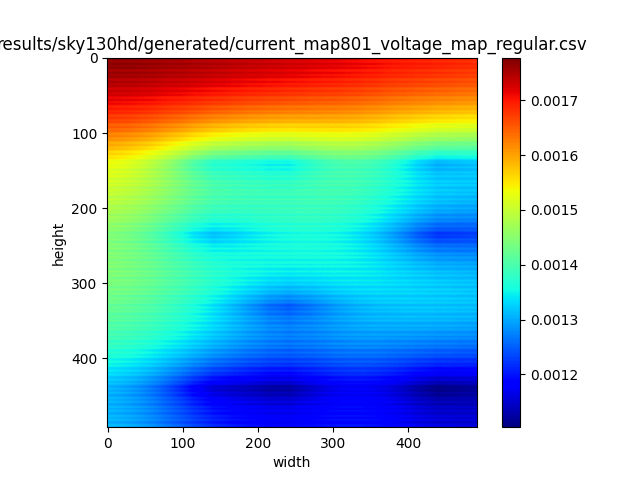 results/sky130hd/generated/current_map801_voltage_map_regular.csv
0
100
200
300
400
height
0 100 200 300 400
width
0.0017
0.0016
0.0015
0.0014
0.0013
0.0012